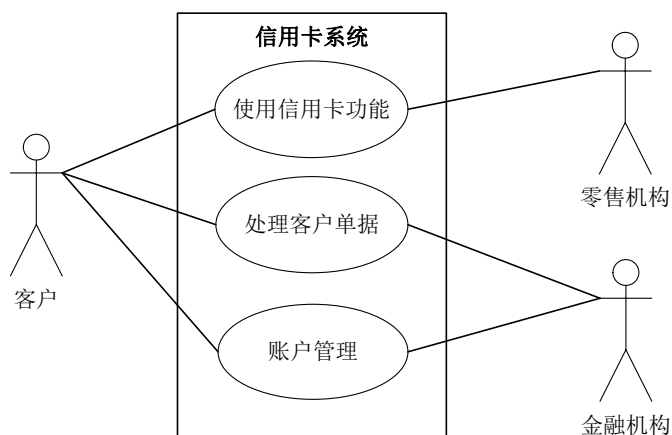 信用卡系统
使用信用卡功能
处理客户单据
账户管理
客户
零售机构
金融机构